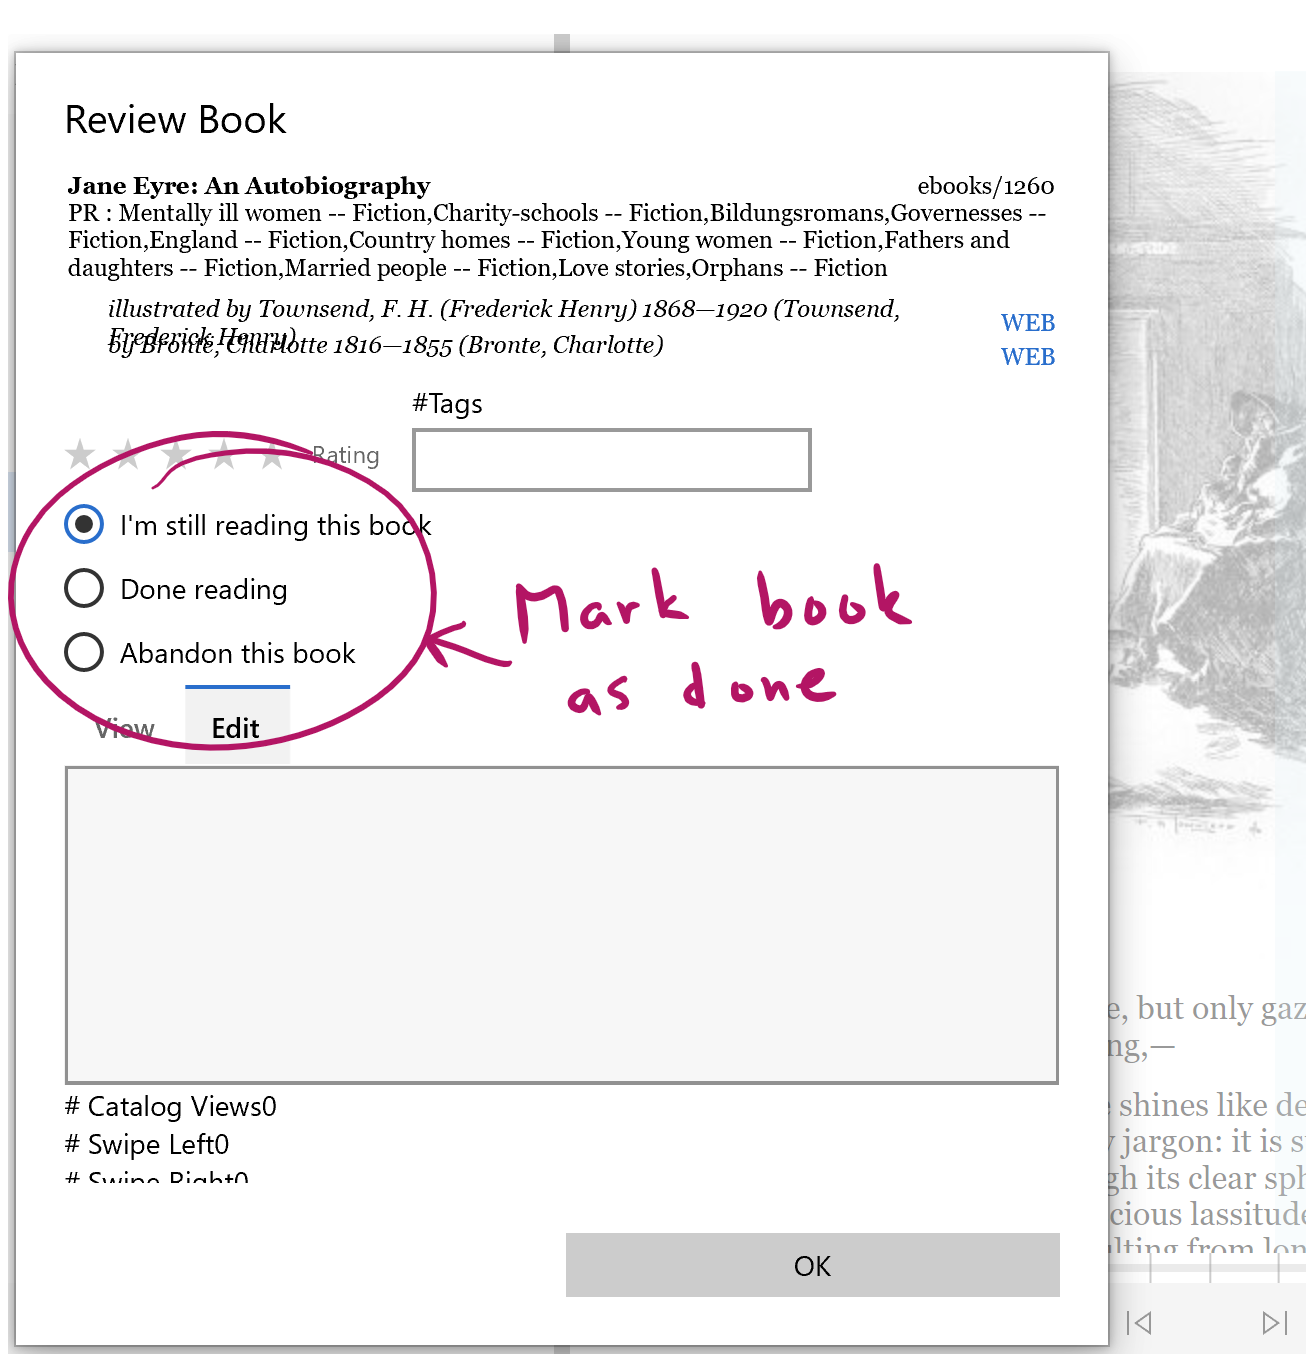 Review Book
Jane Eyre: An Autobiography
ebooks/1260
PR : Mentally ill women -- Fiction,Charity-schools -- Fiction,Bildungsromans,Governesses --
Fiction,England -- Fiction,Country homes -- Fiction,Young women -- Fiction,Fathers and
daughters -- Fiction,Married people -- Fiction,Love stories,Orphans -- Fiction
illustrated by Townsend, F. H. (Frederick Henry) 1868—1920 (Townsend,
Frederick Henry)
WEB
by Bronte, Charlotte 1816—1855 (Bronte, Charlotte)
WEB
#Tags
Rating
I'm still reading this book
Done reading
Abandon this book
Mark book
as done
View
Edit
# Catalog Views0
# Swipe Left0
# Swipe Right0
OK
e, but only gaz
ng,—
shines like de
jargon: it is s
gh its clear sph
cious lassitude
lting from lon